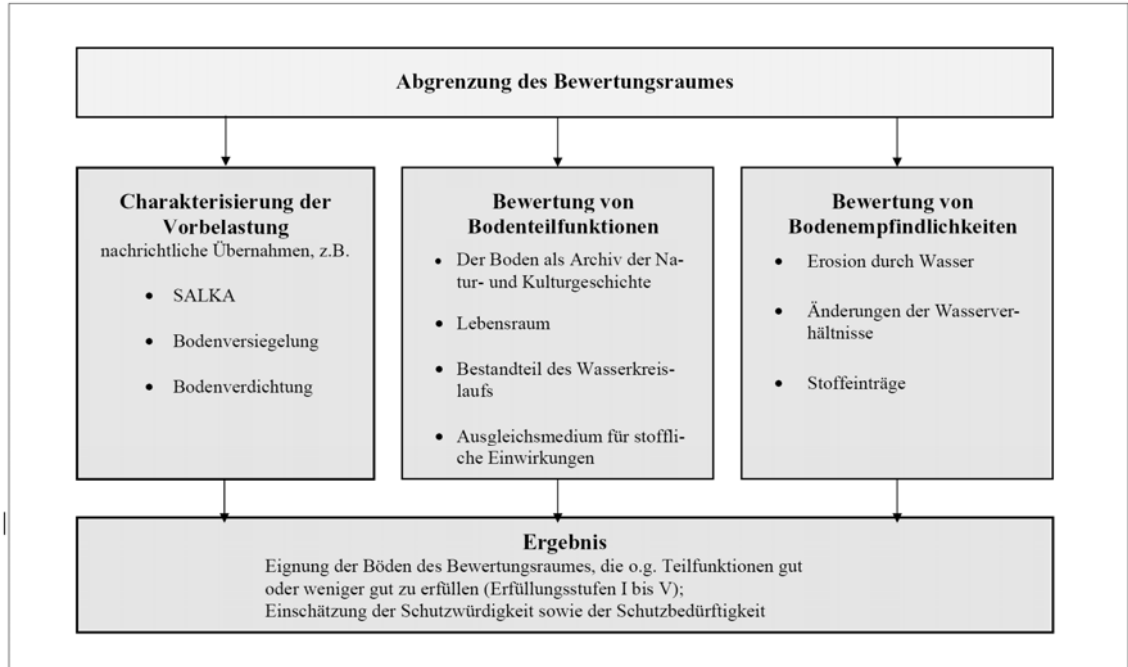 Abgrenzung des Bewertungsraumes
Charakterisierung der
Vorbelastung
nachrichtliche Übernahmen, z.B.
• SALKA
• Bodenversiegelung
• Bodenverdichtung
Bewertung von
Bodenteilfunktionen
• Der Boden als Archiv der Na-
tur- und Kulturgeschichte
• Lebensraum
• Bestandteil des Wasserkreis-
laufs
• Ausgleichsmedium für stoffli-
che Einwirkungen
Bewertung von
Bodenempfindlichkeiten
• Erosion durch Wasser
• Änderungen der Wasserver-
hältnisse
• Stoffeinträge
Ergebnis
Eignung der Böden des Bewertungsraumes, die o.g. Teilfunktionen gut
oder weniger gut zu erfüllen (Erfüllungsstufen I bis V);
Einschätzung der Schutzwürdigkeit sowie der Schutzbedürftigkeit